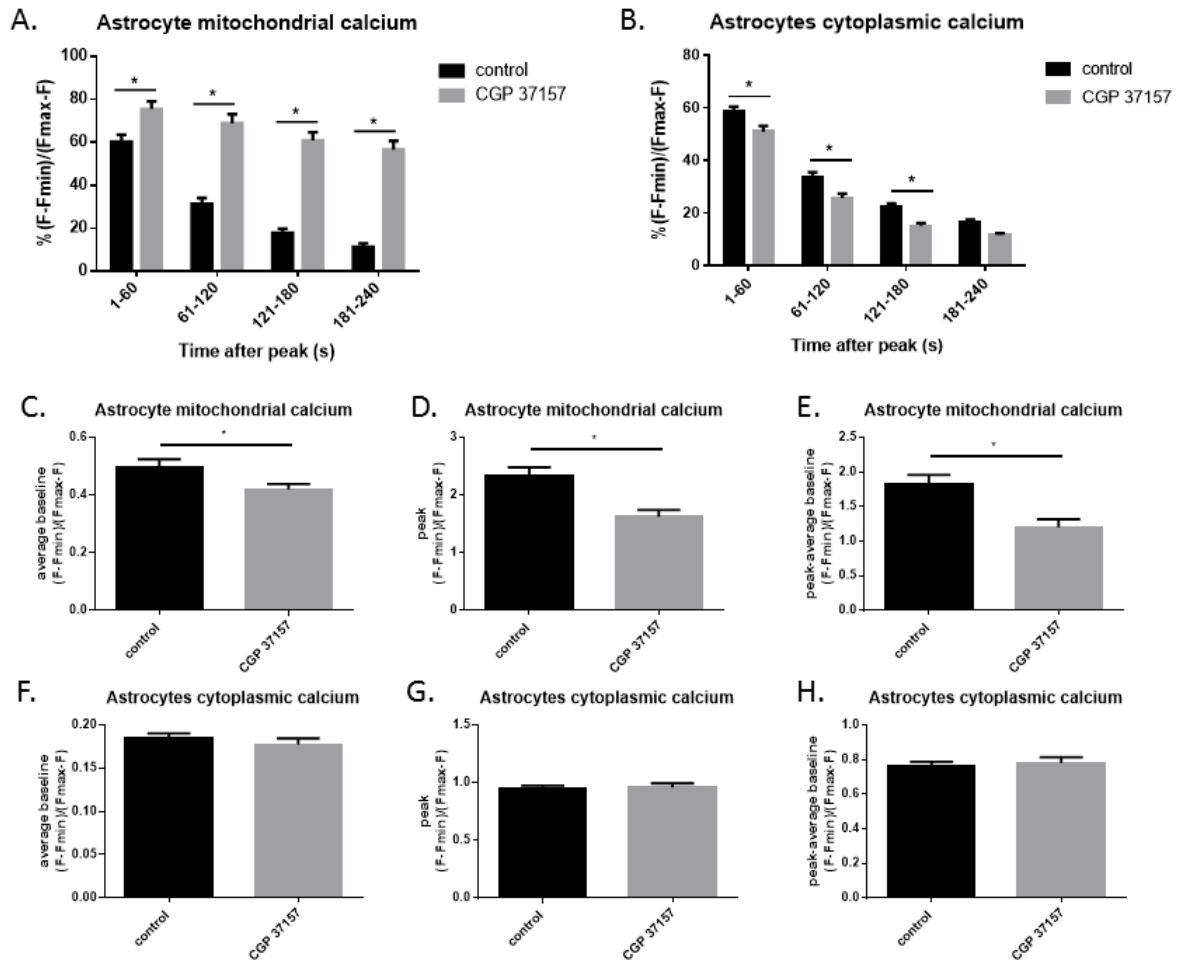 A.
Astrocyte mitochondrial calcium
% (F-Fmin)/(Fmax-F)
100
80
60
40
20
0
*
*
*
*
control
CGP 37157
1-60
61-120
121-180
181-240
Time after peak (s)
B.
Astrocytes cytoplasmic calcium
% (F-Fmin)/(Fmax-F)
80
60
40
20
0
*
*
*
control
CGP 37157
1-60
61-120
121-180
181-240
Time after peak (s)
C.
Astrocyte mitochondrial calcium
average baseline
(F-Fmin)/(Fmax-F)
0.6
0.4
0.2
0.0
*
control
CGP 37157
D.
Astrocyte mitochondrial calcium
peak
(F-Fmin)/(Fmax-F)
3
2
1
0
*
control
CGP 37157
E.
Astrocyte mitochondrial calcium
peak-average baseline
(F-Fmin)/(Fmax-F)
2.5
2.0
1.5
1.0
0.5
0.0
*
control
CGP 37157
F.
Astrocytes cytoplasmic calcium
average baseline
(F-Fmin)/(Fmax-F)
0.20
0.15
0.10
0.05
0.00
control
CGP 37157
G.
Astrocytes cytoplasmic calcium
peak
(F-Fmin)/(Fmax-F)
1.5
1.0
0.5
0.0
control
CGP 37157
H.
Astrocytes cytoplasmic calcium
peak-average baseline
(F-Fmin)/(Fmax-F)
1.0
0.8
0.6
0.4
0.2
0.0
control
CGP 37157